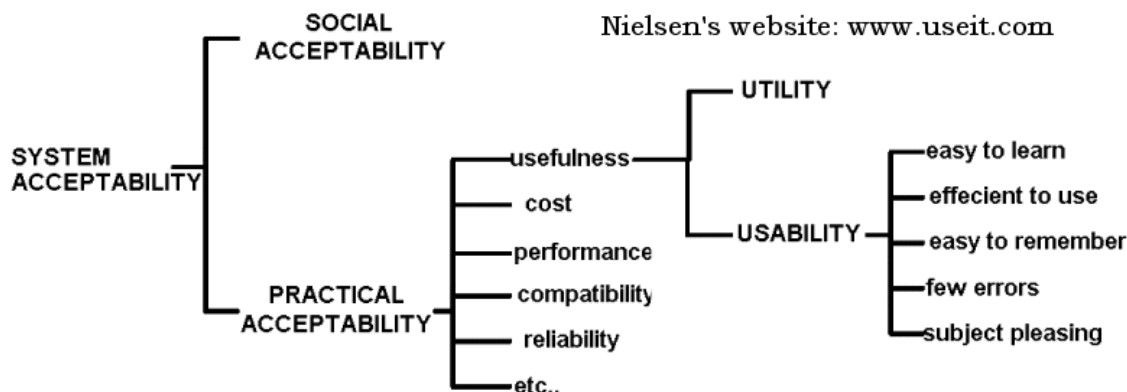 SOCIAL
ACCEPTABILITY
Nielsen's website: www.useit.com
UTILITY
SYSTEM
ACCEPTABILITY
usefulness
easy to learn
cost
effecient to use
USABILITY
performance
easy to remember
PRACTICAL
ACCEPTABILITY
compatibility
few errors
reliability
subject pleasing
etc..